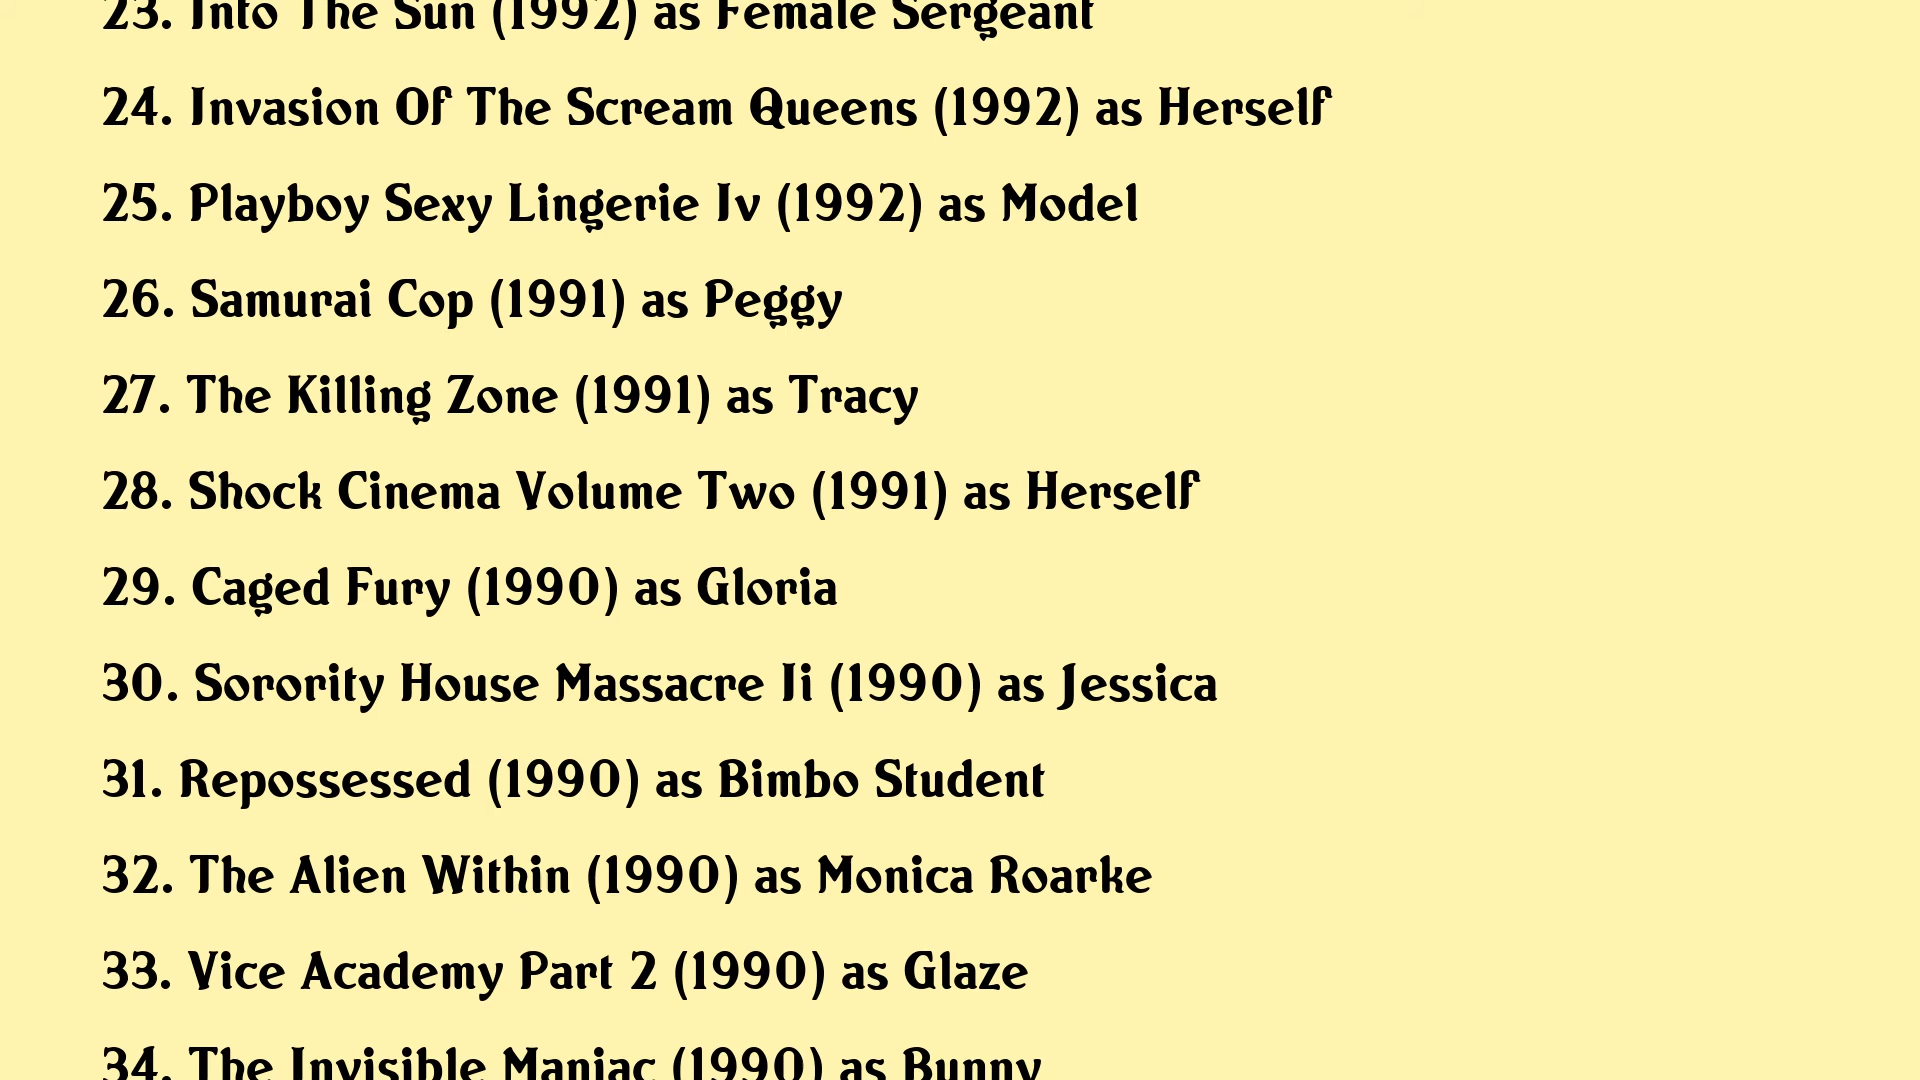 23. Into The Sun (1992) as Female Sergeant
24. Invasion Of The Scream Queens (1992) as Herself
25. Playboy Sexy Lingerie Iv (1992) as Model
26. Samurai Cop (1991) as Peggy
27. The Killing Zone (1991) as Tracy
28. Shock Cinema Volume Two (1991) as Herself
29. Caged Fury (1990) as Gloria
30. Sorority House Massacre Ii (1990) as Jessica
31. Repossessed (1990) as Bimbo Student
32. The Alien Within (1990) as Monica Roarke
33. Vice Academy Part 2 (1990) as Glaze
34. The Invisible Maniac (1990) as Bunny